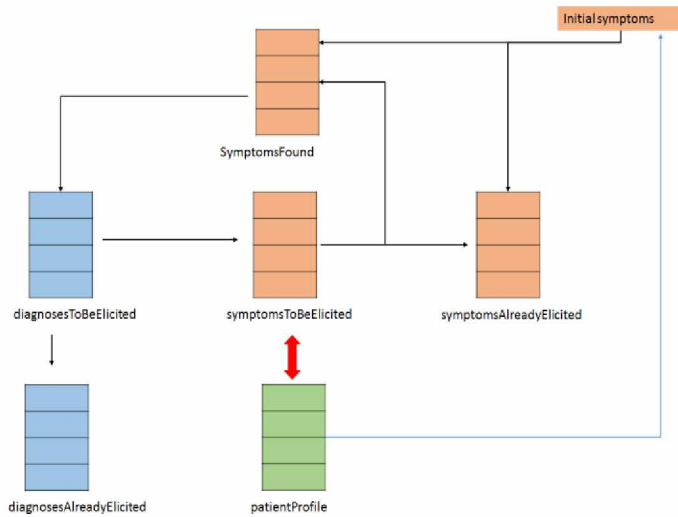 Initial symptoms
SymptomsFound
diagnosesToBeElicited
symptomsToBeElicited
symptomsAlreadyElicited
diagnosesAlreadyElicited
patientProfile